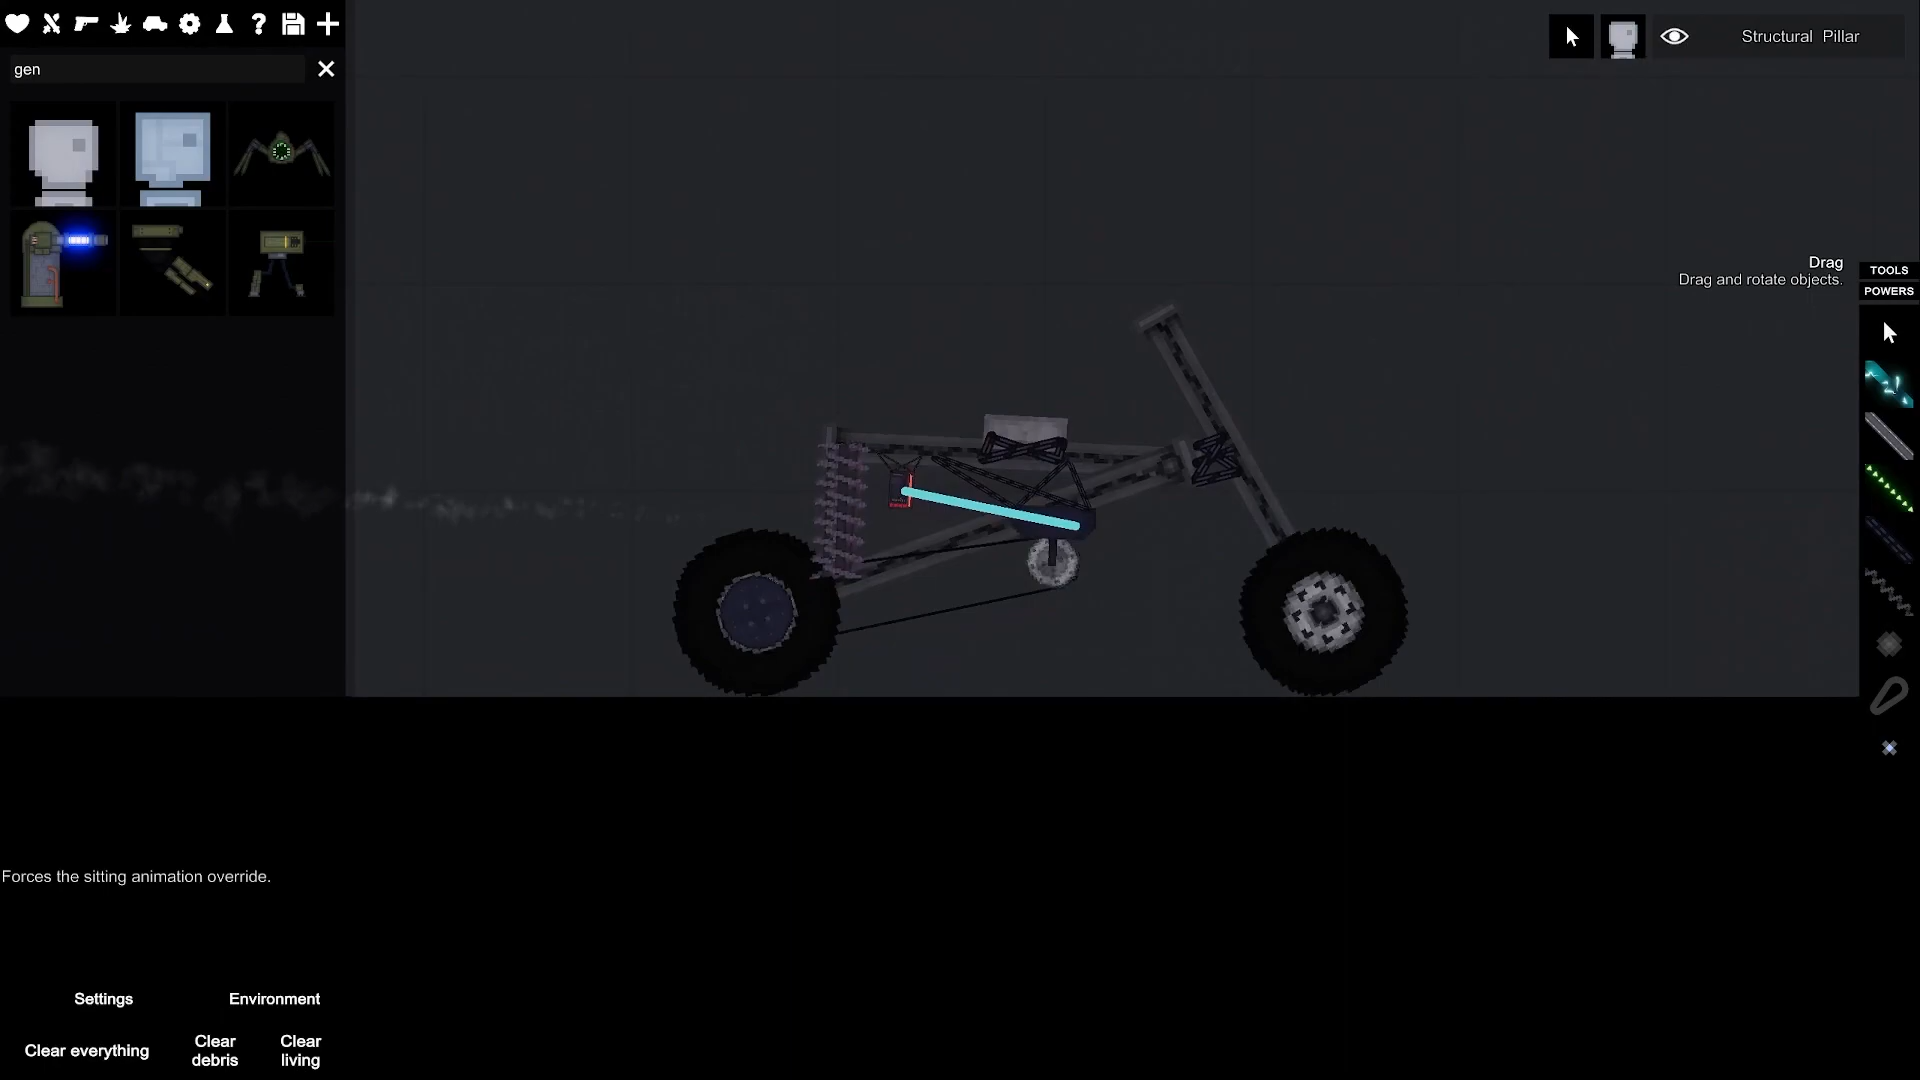 gen
Structural Pillar
Drag
Drag and rotate objects.
TOOLS
POWERS
Forces the sitting animation override.
Settings
Environment
Clear everything
Clear
debris
Clear
living